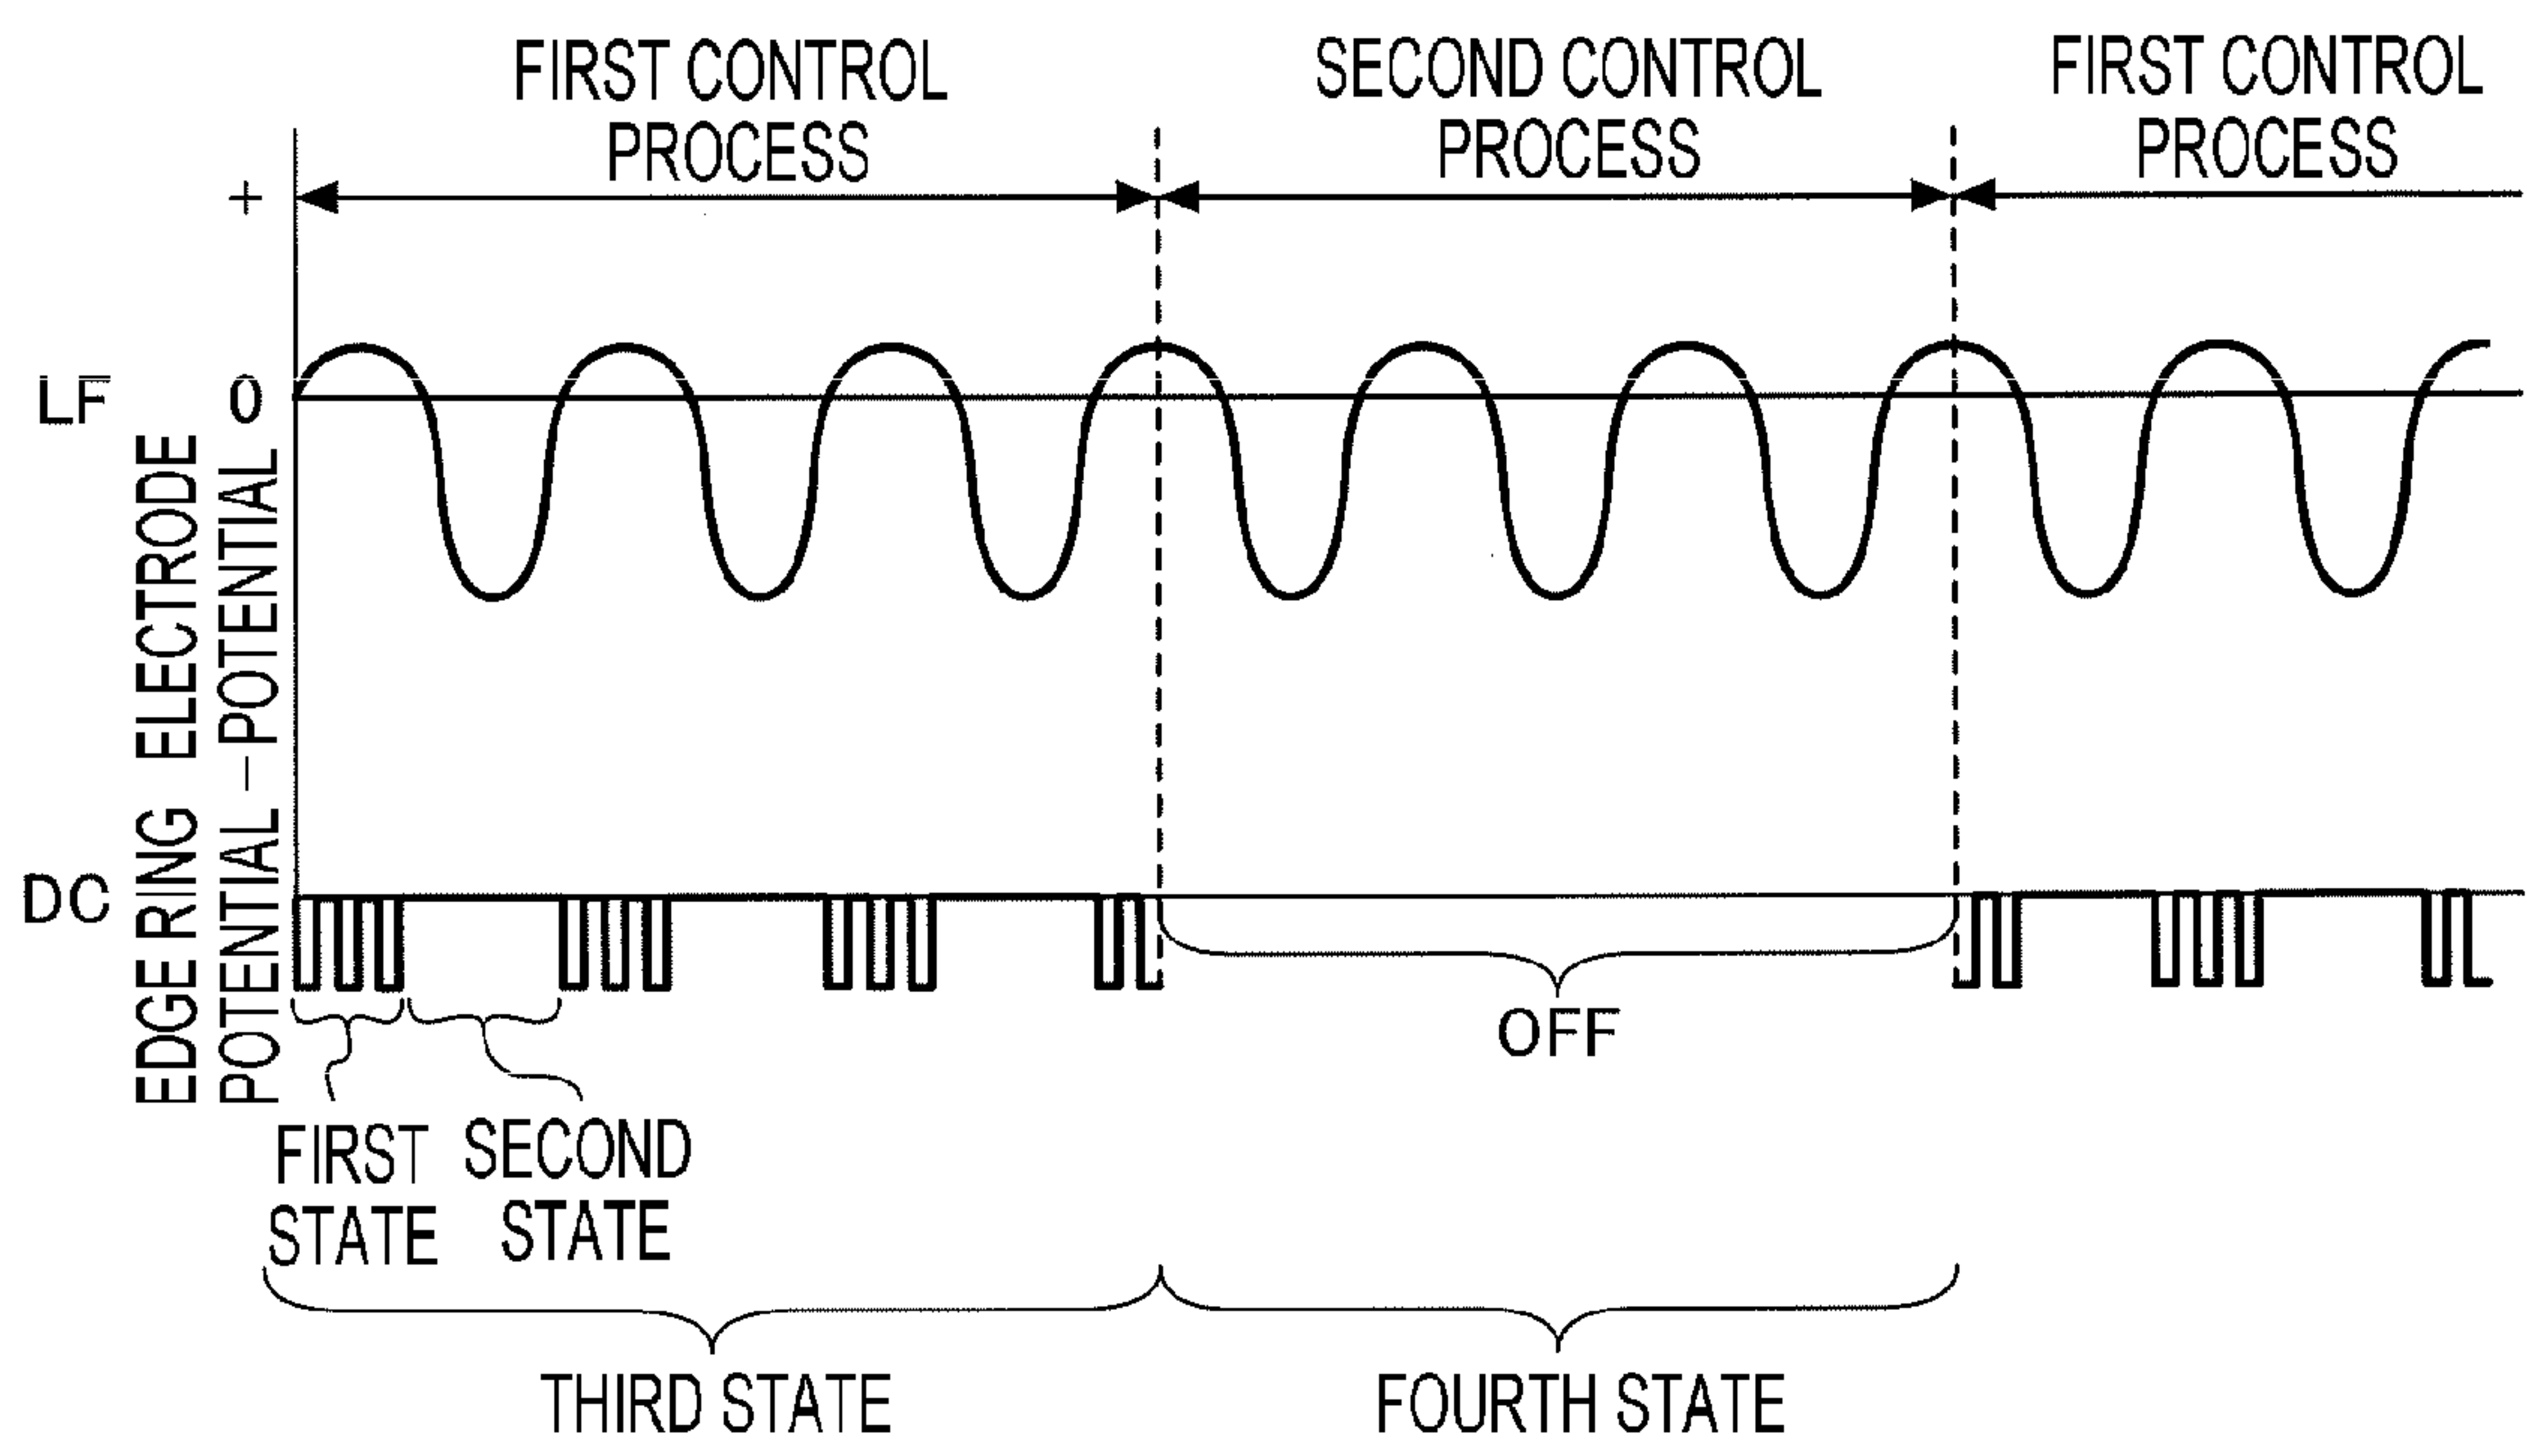 FIRST CONTROL
PROCESS
SECOND CONTROL
PROCESS
FIRST CONTROL
PROCESS
+
LF
0
ELECTRODE
POTENTIAL
−
EDGE RING
POTENTIAL
DC
OFF
FIRST
STATE
SECOND
STATE
THIRD STATE
FOURTH STATE